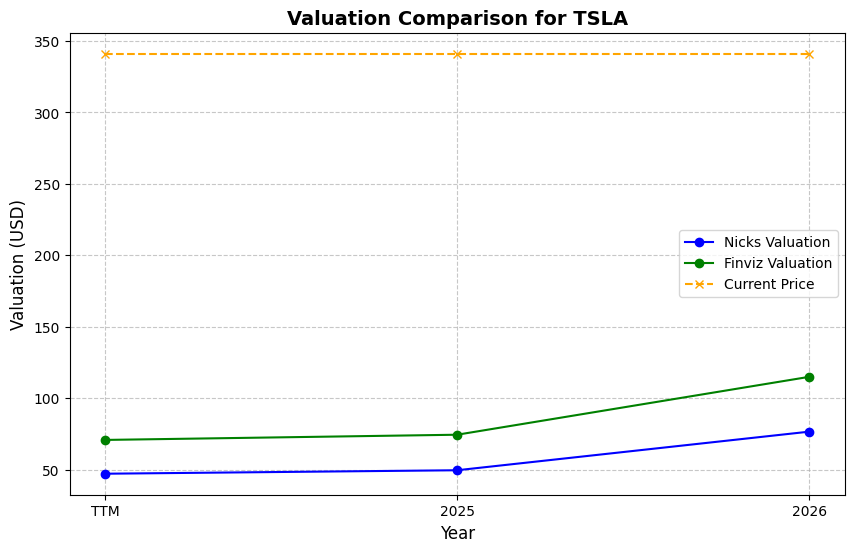 Valuation Comparison for TSLA
350
300
250
200
150
100
50
Valuation (USD)
Nicks Valuation
Finviz Valuation
Current Price
TTM
2025
2026
Year